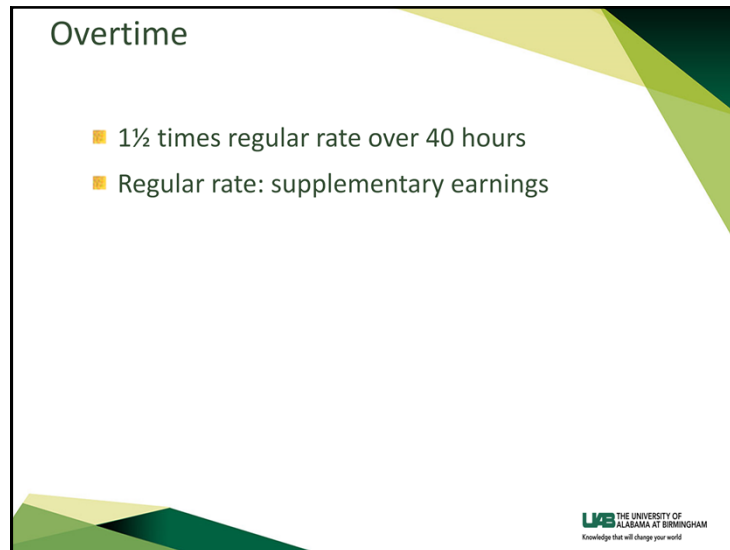 Overtime
1½ times regular rate over 40 hours
Regular rate: supplementary earnings
UAB THE UNIVERSITY OF
ALABAMA AT BIRMINGHAM
Knowledge that will change your world